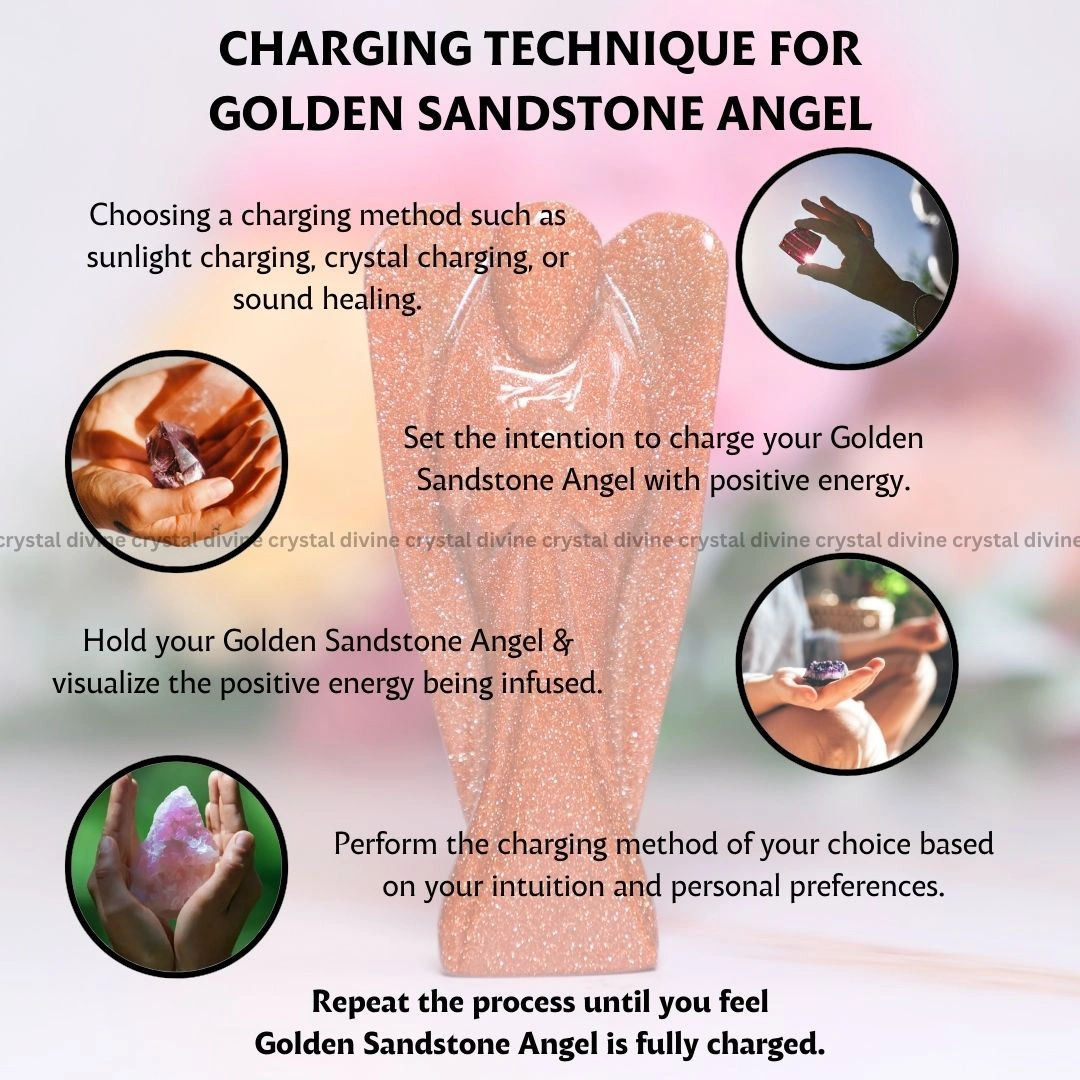 CHARGING TECHNIQUE FOR
GOLDEN SANDSTONE ANGEL
Choosing a charging method such as
sunlight charging, crystal charging, or
sound healing.
Set the intention to charge your Golden
Sandstone Angel with positive energy.
crystal divine crystal divine crystal divine crystal divine crystal divine crystal divine crystal divine crystal divine
Hold your Golden Sandstone Angel &
visualize the positive energy being infused.
Perform the charging method of your choice based
on your intuition and personal preferences.
Repeat the process until you feel
Golden Sandstone Angel is fully charged.